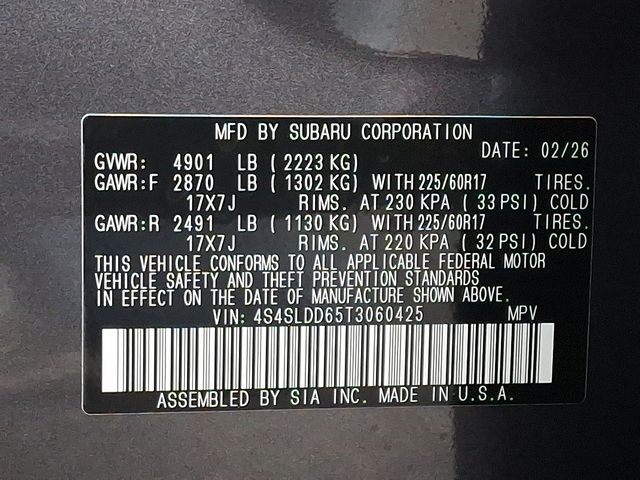 MFD BY SUBARU CORPORATION
DATE: 02/26
GVWR: 4901 LB ( 2223 KG)
GAWR:F 2870 LB ( 1302 KG) WITH 225/60R17 TIRES.
17X7J RIMS. AT 230 KPA ( 33 PSI) COLD
GAWR:R 2491 LB ( 1130 KG) WITH 225/60R17 TIRES.
17X7J RIMS. AT 220 KPA ( 32 PSI) COLD
THIS VEHICLE CONFORMS TO ALL APPLICABLE FEDERAL MOTOR
VEHICLE SAFETY AND THEFT PREVENTION STANDARDS
IN EFFECT ON THE DATE OF MANUFACTURE SHOWN ABOVE.
VIN: 4S4SLDD65T3060425 MPV
ASSEMBLED BY SIA INC. MADE IN U.S.A.